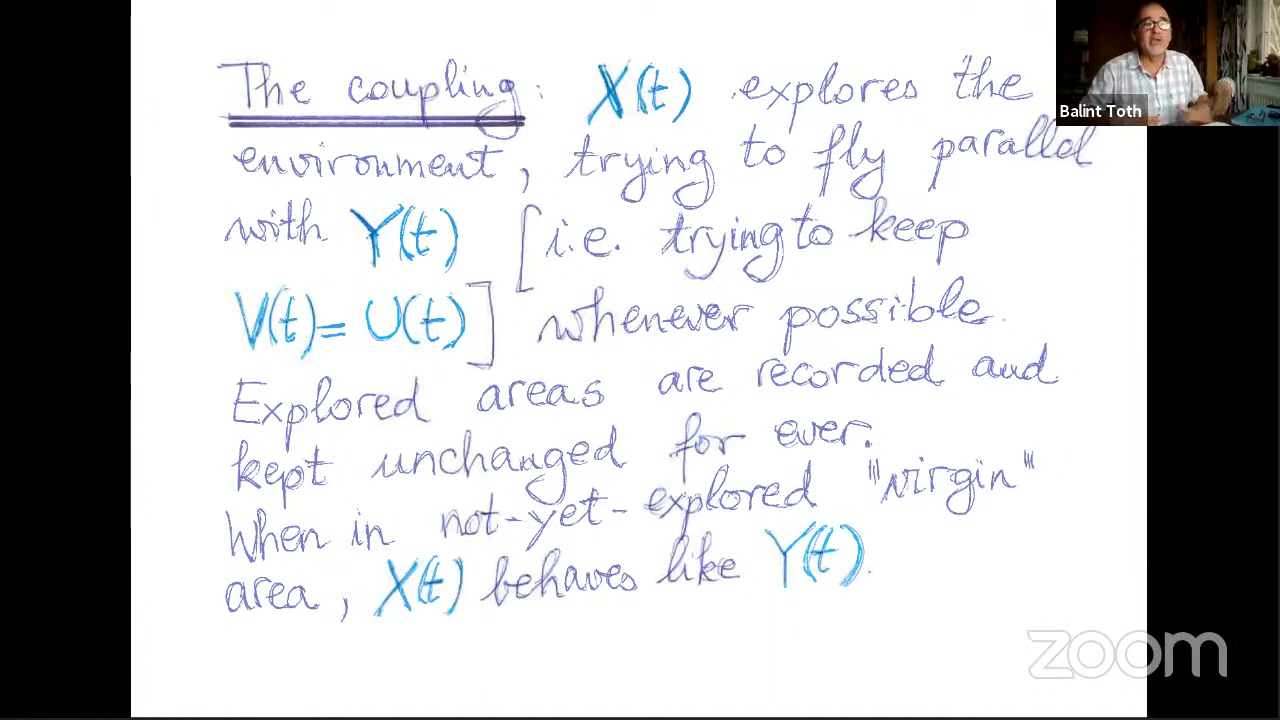 The coupling: X(t) explores the
environment, trying to fly parallel
with Y(t) [i.e. trying to keep
V(t)= U(t)] whenever possible.
Explored areas are recorded and
kept unchanged for ever.
When in not-yet-explored "virgin"
area, X(t) behaves like Y(t).
Balint Toth
zoom